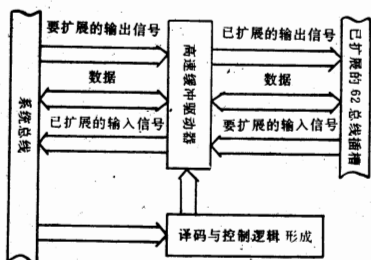 要扩展的输出信号
已扩展的输出信号
数据
数据
已扩展的输入信号
要扩展的输入信号
系统总线
高速缓冲驱动器
已扩展的62总线插槽
译码与控制逻辑形成